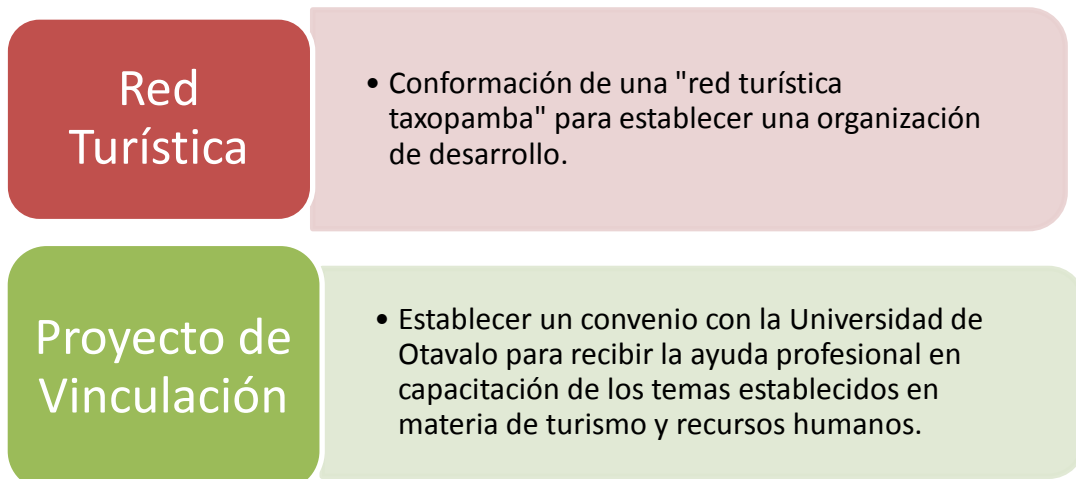 Red
Turística
• Conformación de una "red turística
taxopamba" para establecer una organización
de desarrollo.
Proyecto de
Vinculación
• Establecer un convenio con la Universidad de
Otavalo para recibir la ayuda profesional en
capacitación de los temas establecidos en
materia de turismo y recursos humanos.